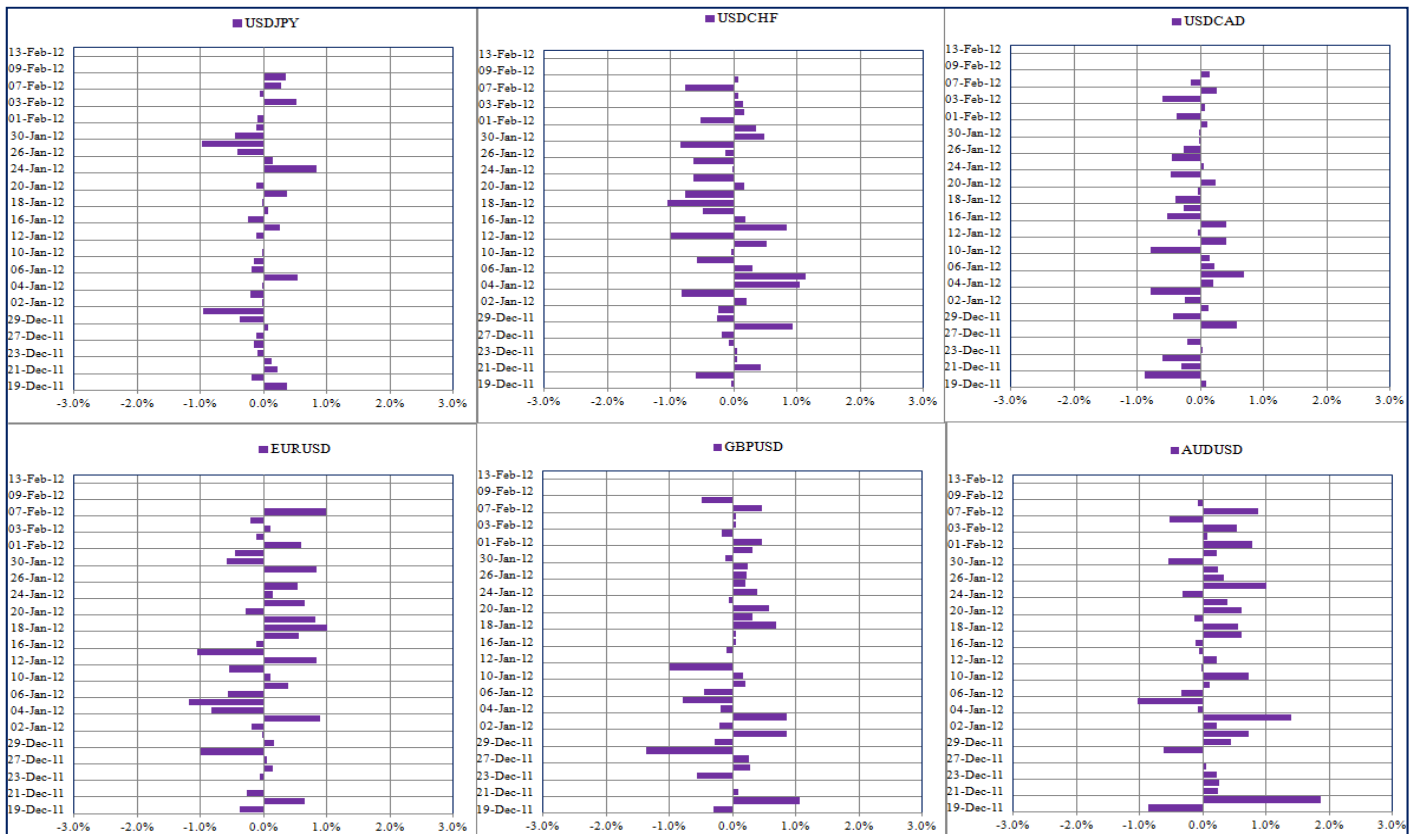 USDJPY
13-Feb-12
09-Feb-12
07-Feb-12
03-Feb-12
01-Feb-12
30-Jan-12
26-Jan-12
24-Jan-12
20-Jan-12
18-Jan-12
16-Jan-12
12-Jan-12
10-Jan-12
06-Jan-12
04-Jan-12
02-Jan-12
29-Dec-11
27-Dec-11
23-Dec-11
21-Dec-11
19-Dec-11
-3.0% -2.0% -1.0% 0.0% 1.0% 2.0% 3.0%
USDCHF
13-Feb-12
09-Feb-12
07-Feb-12
03-Feb-12
01-Feb-12
30-Jan-12
26-Jan-12
24-Jan-12
20-Jan-12
18-Jan-12
16-Jan-12
12-Jan-12
10-Jan-12
06-Jan-12
04-Jan-12
02-Jan-12
29-Dec-11
27-Dec-11
23-Dec-11
21-Dec-11
19-Dec-11
-3.0% -2.0% -1.0% 0.0% 1.0% 2.0% 3.0%
USDCAD
13-Feb-12
09-Feb-12
07-Feb-12
03-Feb-12
01-Feb-12
30-Jan-12
26-Jan-12
24-Jan-12
20-Jan-12
18-Jan-12
16-Jan-12
12-Jan-12
10-Jan-12
06-Jan-12
04-Jan-12
02-Jan-12
29-Dec-11
27-Dec-11
23-Dec-11
21-Dec-11
19-Dec-11
-3.0% -2.0% -1.0% 0.0% 1.0% 2.0% 3.0%
EURUSD
13-Feb-12
09-Feb-12
07-Feb-12
03-Feb-12
01-Feb-12
30-Jan-12
26-Jan-12
24-Jan-12
20-Jan-12
18-Jan-12
16-Jan-12
12-Jan-12
10-Jan-12
06-Jan-12
04-Jan-12
02-Jan-12
29-Dec-11
27-Dec-11
23-Dec-11
21-Dec-11
19-Dec-11
-3.0% -2.0% -1.0% 0.0% 1.0% 2.0% 3.0%
GBPUSD
13-Feb-12
09-Feb-12
07-Feb-12
03-Feb-12
01-Feb-12
30-Jan-12
26-Jan-12
24-Jan-12
20-Jan-12
18-Jan-12
16-Jan-12
12-Jan-12
10-Jan-12
06-Jan-12
04-Jan-12
02-Jan-12
29-Dec-11
27-Dec-11
23-Dec-11
21-Dec-11
19-Dec-11
-3.0% -2.0% -1.0% 0.0% 1.0% 2.0% 3.0%
AUDUSD
13-Feb-12
09-Feb-12
07-Feb-12
03-Feb-12
01-Feb-12
30-Jan-12
26-Jan-12
24-Jan-12
20-Jan-12
18-Jan-12
16-Jan-12
12-Jan-12
10-Jan-12
06-Jan-12
04-Jan-12
02-Jan-12
29-Dec-11
27-Dec-11
23-Dec-11
21-Dec-11
19-Dec-11
-3.0% -2.0% -1.0% 0.0% 1.0% 2.0% 3.0%